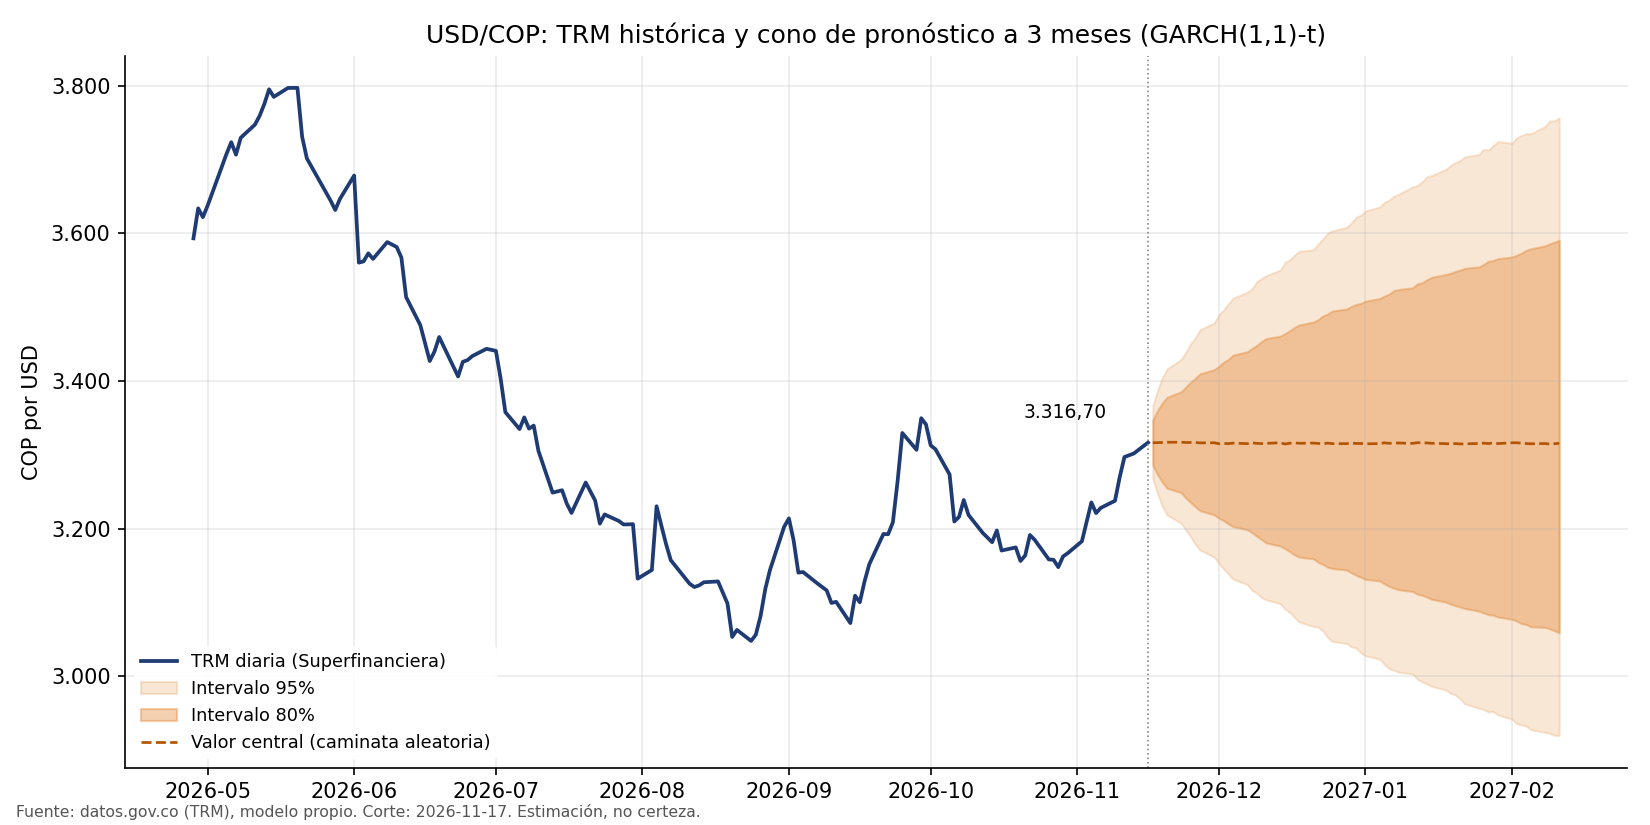 USD/COP: TRM histórica y cono de pronóstico a 3 meses (GARCH(1,1)-t)
COP por USD
3.800
3.600
3.400
3.200
3.000
3.316,70
TRM diaria (Superfinanciera)
Intervalo 95%
Intervalo 80%
Valor central (caminata aleatoria)
2026-05 2026-06 2026-07 2026-08 2026-09 2026-10 2026-11 2026-12 2027-01 2027-02
Fuente: datos.gov.co (TRM), modelo propio. Corte: 2026-11-17. Estimación, no certeza.